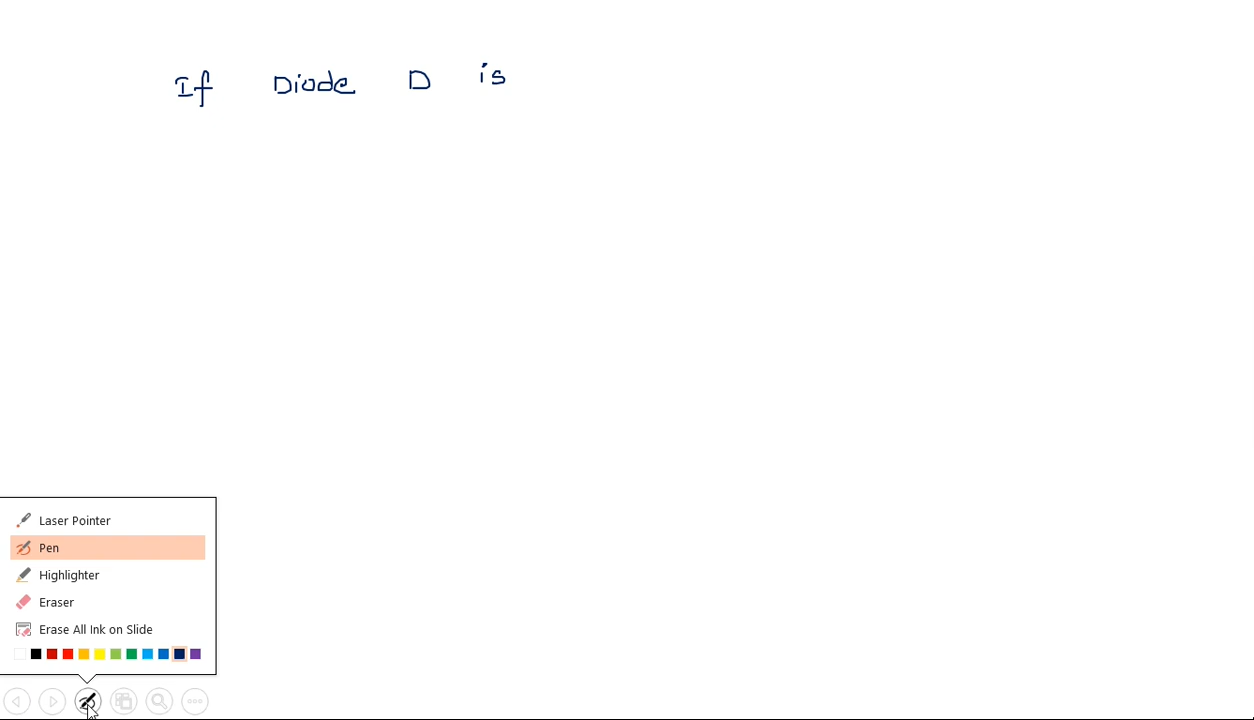 If Diode D is
Laser Pointer
Pen
Highlighter
Eraser
Erase All Ink on Slide